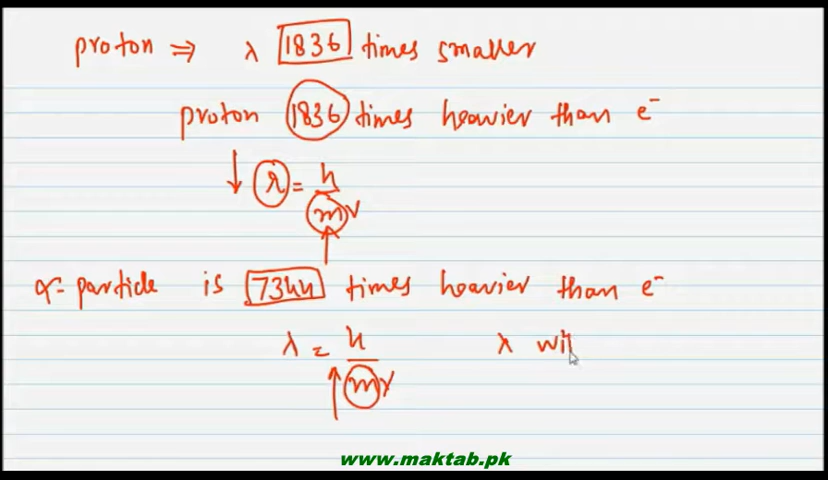 proton ⇒ λ 1836 times smaller
proton 1836 times heavier than e⁻
↓ λ = h
mv
↑
α-particle is 7344 times heavier than e⁻
λ = h λ wil
↑ mv
www.maktab.pk